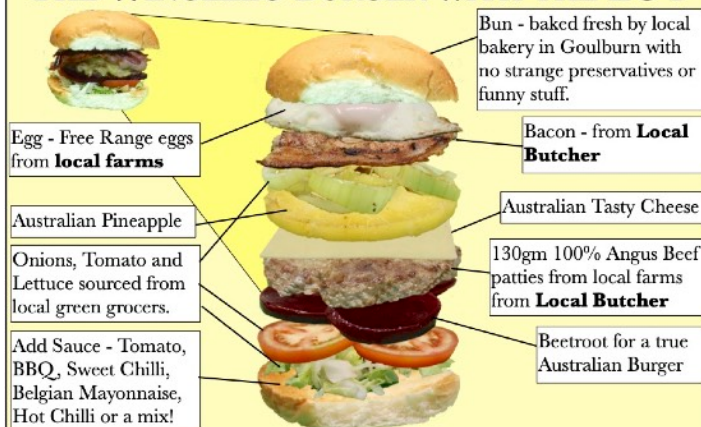 Bun - baked fresh by local
bakery in Goulburn with
no strange preservatives or
funny stuff.
Egg - Free Range eggs
from local farms
Bacon - from Local
Butcher
Australian Pineapple
Australian Tasty Cheese
Onions, Tomato and
Lettuce sourced from
local green grocers.
130gm 100% Angus Beef
patties from local farms
from Local Butcher
Add Sauce - Tomato,
BBQ, Sweet Chilli,
Belgian Mayonnaise,
Hot Chilli or a mix!
Beetroot for a true
Australian Burger